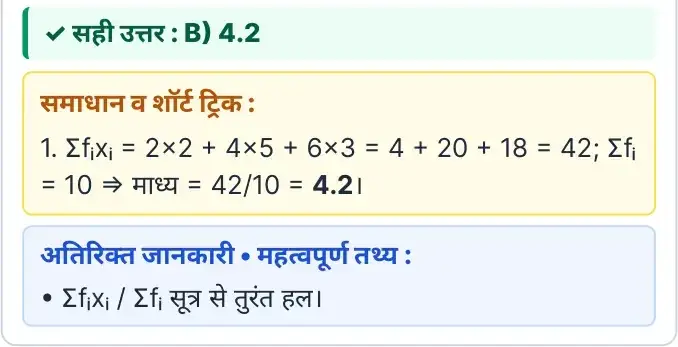 ✓ सही उत्तर : B) 4.2
समाधान व शॉर्ट ट्रिक :
1. Σfᵢxᵢ = 2×2 + 4×5 + 6×3 = 4 + 20 + 18 = 42; Σfᵢ
= 10 ⇒ माध्य = 42/10 = 4.2।
अतिरिक्त जानकारी • महत्वपूर्ण तथ्य :
• Σfᵢxᵢ / Σfᵢ सूत्र से तुरंत हल।